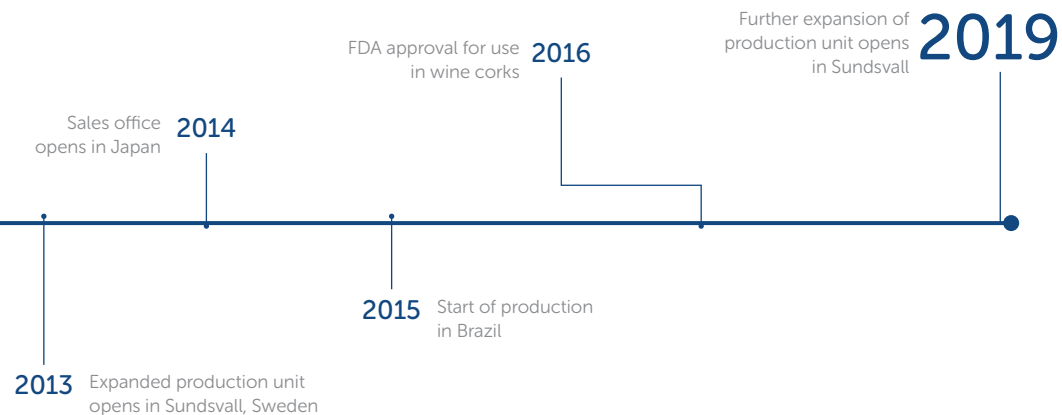 Further expansion of
production unit opens
in Sundsvall
2019
FDA approval for use
in wine corks
2016
Sales office
opens in Japan
2014
2015
Start of production
in Brazil
2013
Expanded production unit
opens in Sundsvall, Sweden